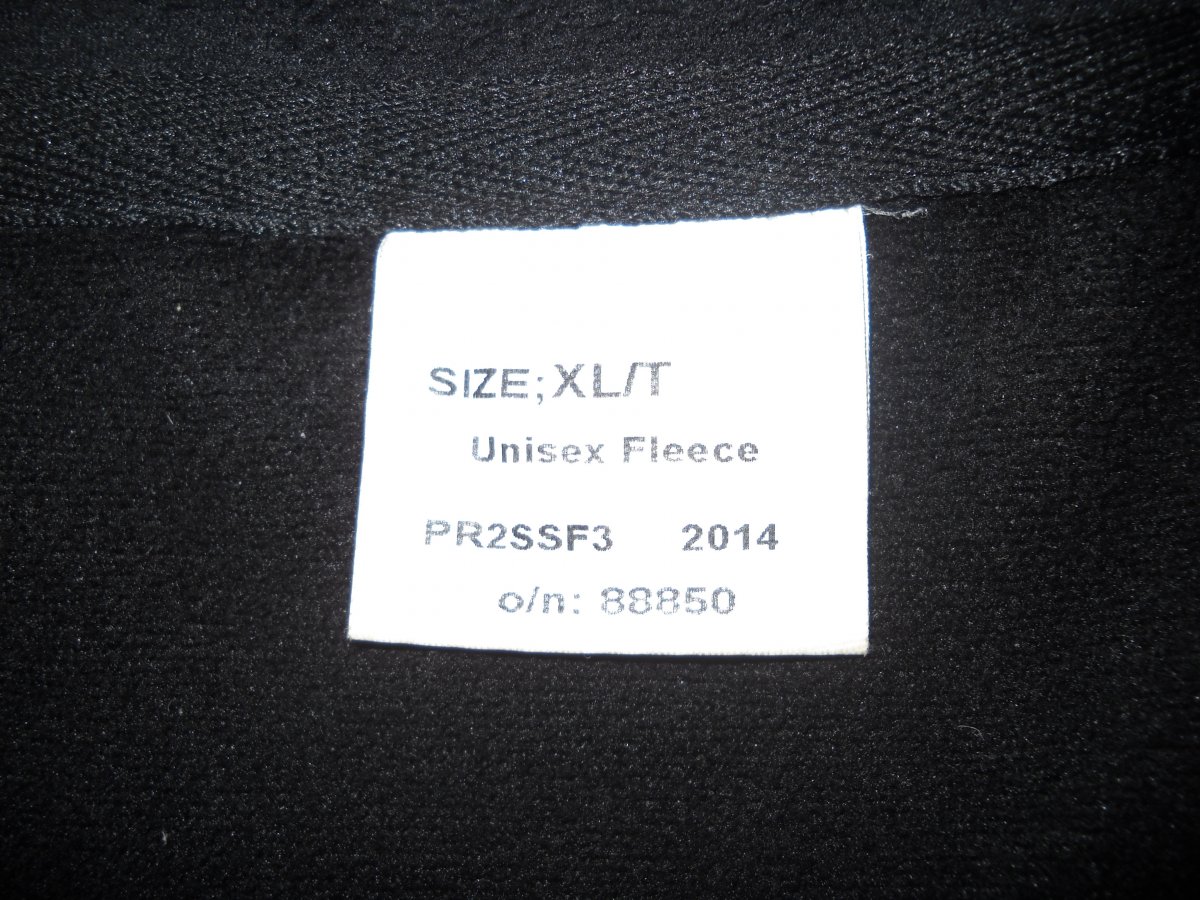 SIZE; XL/T
Unisex Fleece
PR2SSF3 2014
o/n: 88850